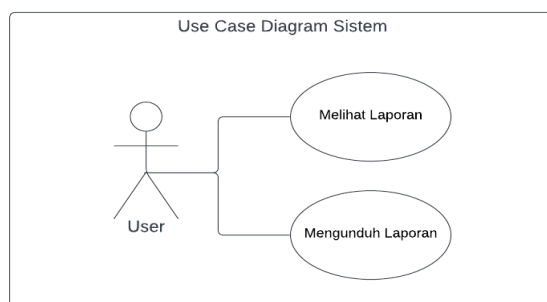 Use Case Diagram Sistem
Melihat Laporan
User
Mengunduh Laporan